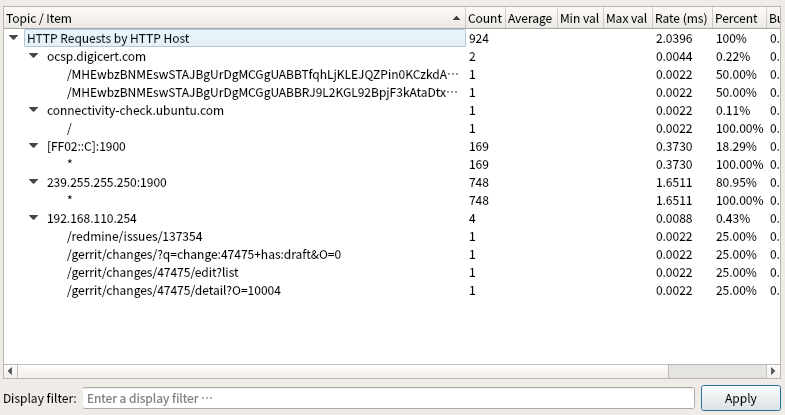 Topic / Item Count Average Min val Max val Rate (ms) Percent Bu
HTTP Requests by HTTP Host 924 2.0396 100% 0.
ocsp.digicert.com 2 0.0044 0.22% 0.
/MHEwbzBNMEswSTAJBgUrDgMCGgUABBTfqhLjKLEJQZPin0KCzkdA··· 1 0.0022 50.00% 0.
/MHEwbzBNMEswSTAJBgUrDgMCGgUABBRJ9L2KGL92BpjF3kAtaDtx··· 1 0.0022 50.00% 0.
connectivity-check.ubuntu.com 1 0.0022 0.11% 0.
/ 1 0.0022 100.00% 0.
[FF02::C]:1900 169 0.3730 18.29% 0.
* 169 0.3730 100.00% 0.
239.255.255.250:1900 748 1.6511 80.95% 0.
* 748 1.6511 100.00% 0.
192.168.110.254 4 0.0088 0.43% 0.
/redmine/issues/137354 1 0.0022 25.00% 0.
/gerrit/changes/?q=change:47475+has:draft&O=0 1 0.0022 25.00% 0.
/gerrit/changes/47475/edit?list 1 0.0022 25.00% 0.
/gerrit/changes/47475/detail?O=10004 1 0.0022 25.00% 0.
Display filter: Enter a display filter ··· Apply